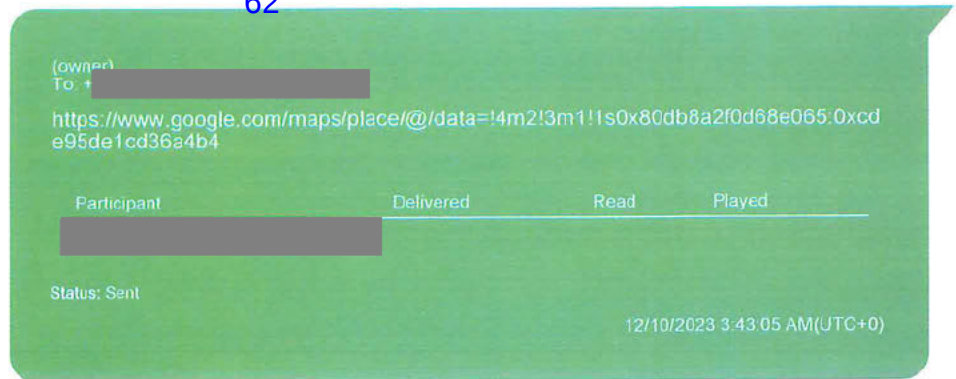 62
(owner)
To: +
https://www.google.com/maps/place/@/data=!4m2!3m1!1s0x80db8a2f0d68e065:0xcd
e95de1cd36a4b4
Participant Delivered Read Played
Status: Sent
12/10/2023 3:43:05 AM(UTC+0)